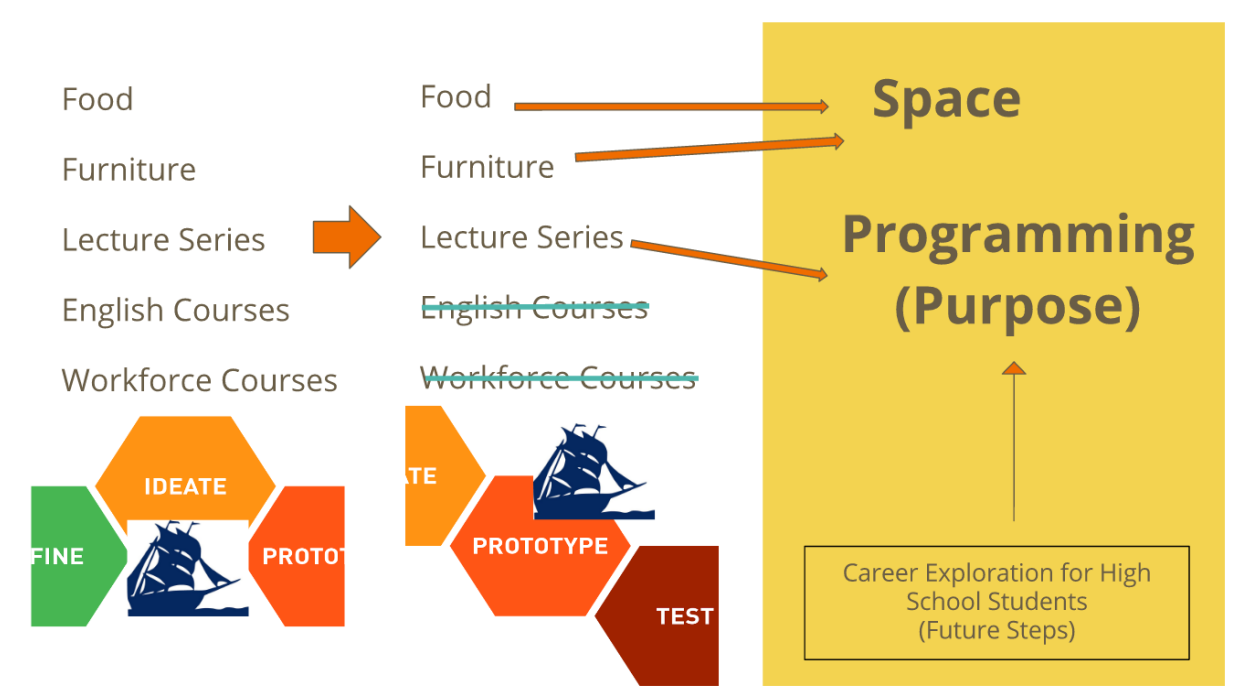 Food
Furniture
Lecture Series
English Courses
Workforce Courses
FINE
IDEATE
PROTOT
Food
Furniture
Lecture Series
English Courses
Workforce Courses
TE
PROTOTYPE
TEST
Space
Programming
(Purpose)
Career Exploration for High
School Students
(Future Steps)